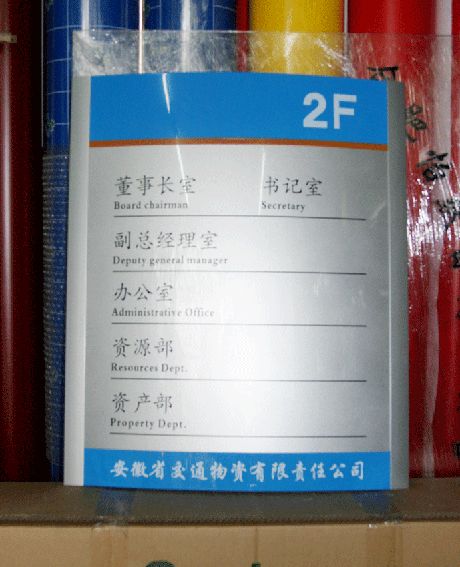 2F
董事长室 书记室
Board chairman Secretary
副总经理室
Deputy general manager
办公室
Administrative Office
资源部
Resources Dept.
资产部
Property Dept.
安徽省交通物资有限责任公司